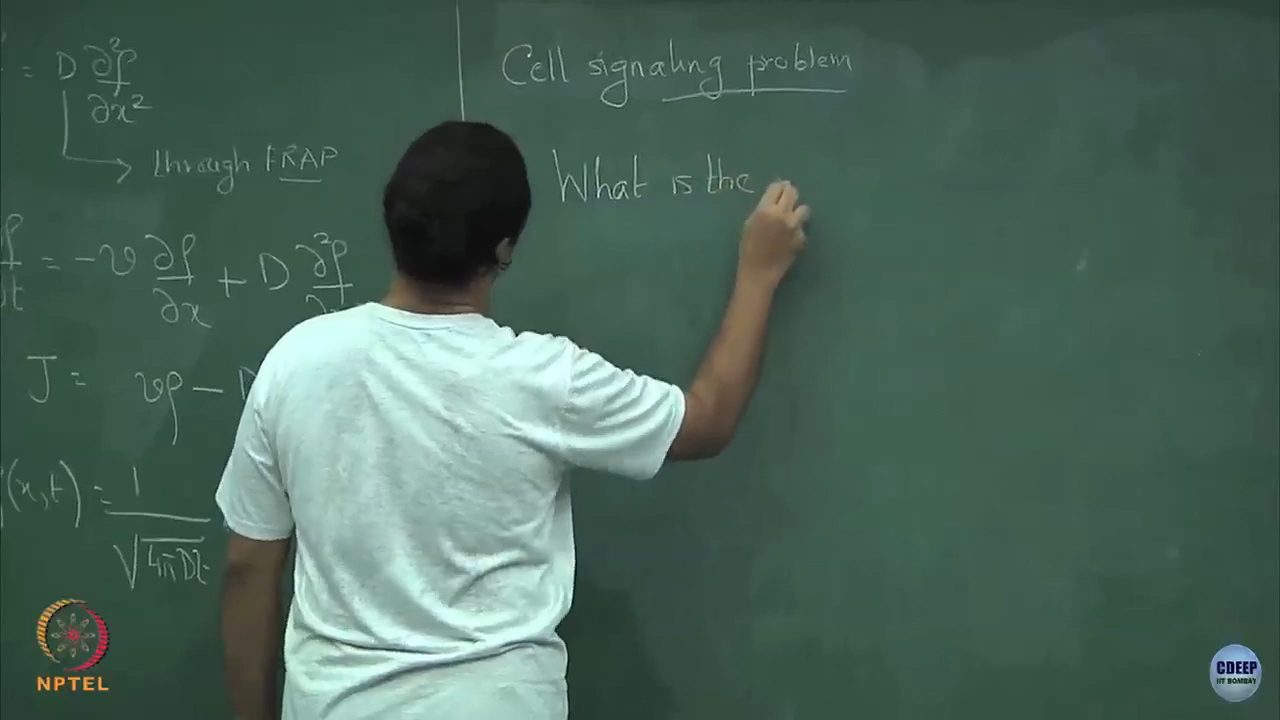 = D ∂²ρ/∂x²
through FRAP
= -v ∂ρ/∂x + D ∂²ρ/∂
J = vρ - D
(x,t) = 1/√4πDt
Cell signaling problem
What is the
NPTEL
CDEEP
IIT BOMBAY